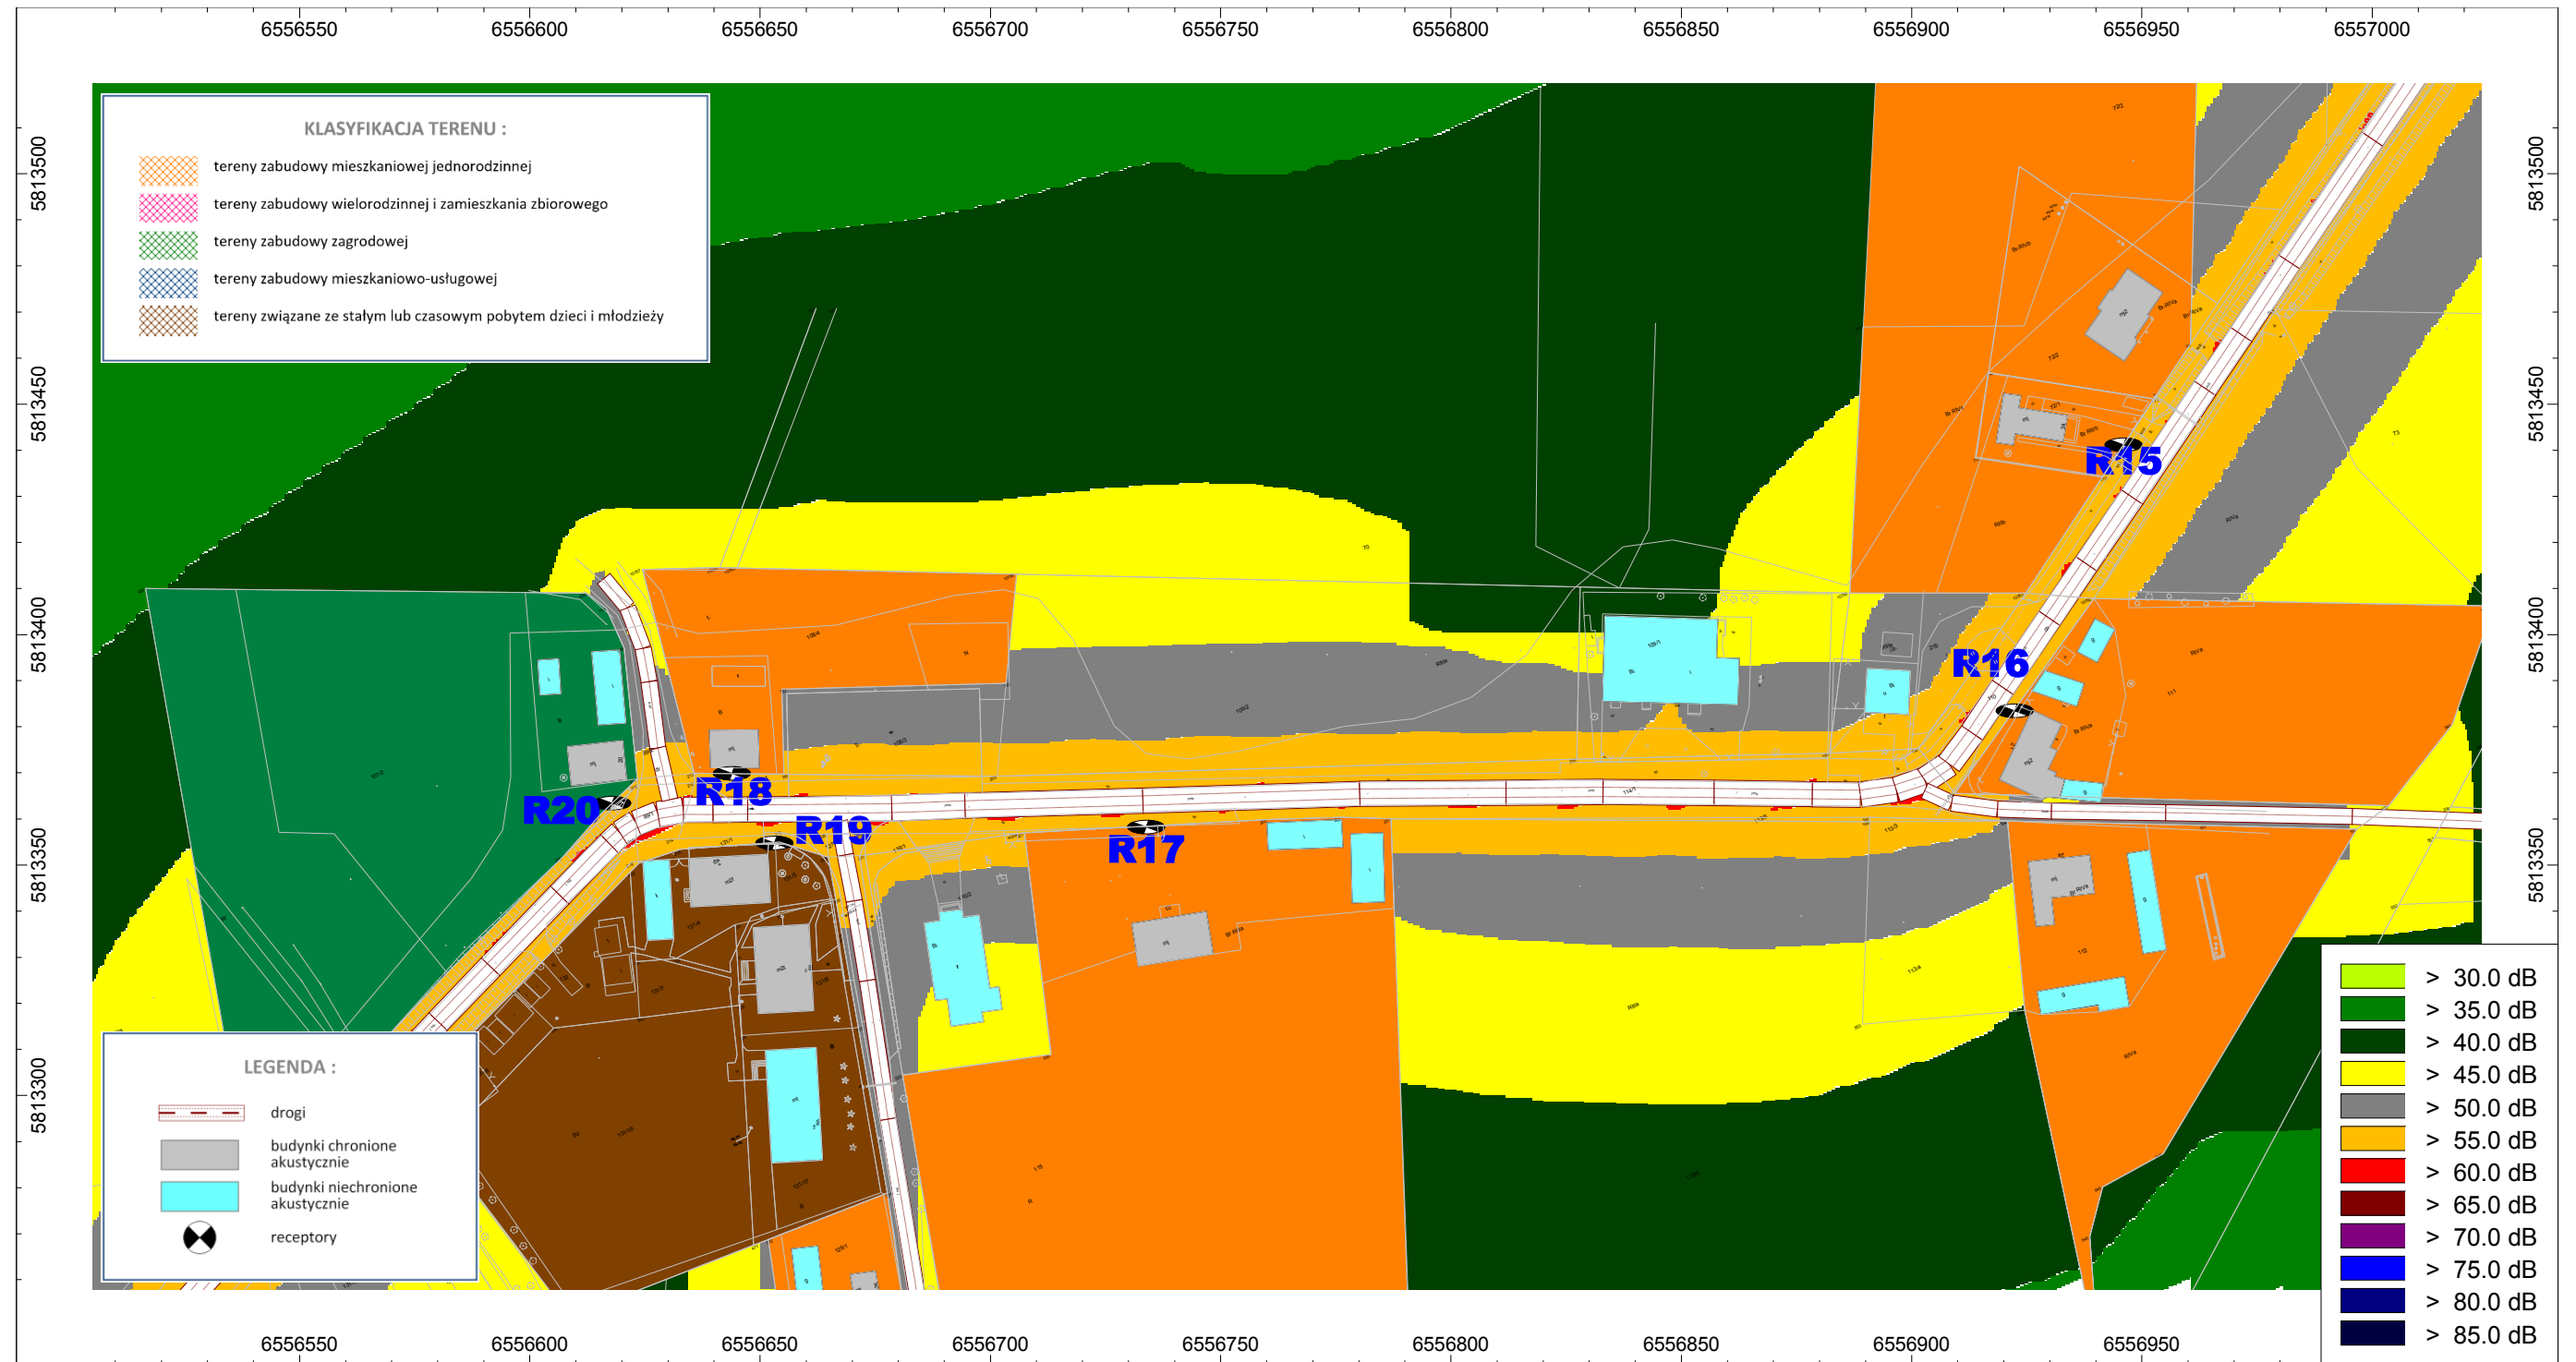 6556550 6556600 6556650 6556700 6556750 6556800 6556850 6556900 6556950 6557000
KLASYFIKACJA TERENU :
tereny zabudowy mieszkaniowej jednorodzinnej
tereny zabudowy wielorodzinnej i zamieszkania zbiorowego
tereny zabudowy zagrodowej
tereny zabudowy mieszkaniowo-usługowej
tereny związane ze stałym lub czasowym pobytem dzieci i młodzieży
5813500
5813500
5813450
5813450
R15
5813400
5813400
R16
R18
R20
R19
R17
5813350
5813350
5813300
LEGENDA :
drogi
budynki chronione
akustycznie
budynki niechronione
akustycznie
receptory
> 30.0 dB
> 35.0 dB
> 40.0 dB
> 45.0 dB
> 50.0 dB
> 55.0 dB
> 60.0 dB
> 65.0 dB
> 70.0 dB
> 75.0 dB
> 80.0 dB
> 85.0 dB
6556550 6556600 6556650 6556700 6556750 6556800 6556850 6556900 6556950